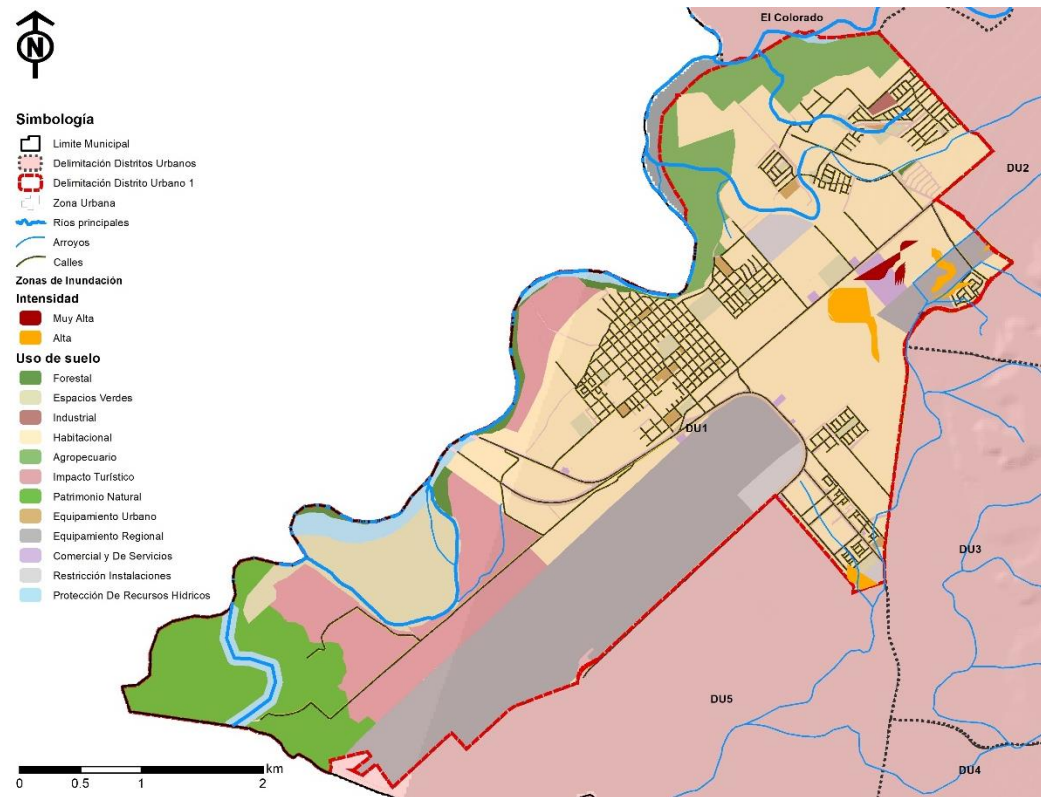 N
Simbología
Limite Municipal
Delimitación Distritos Urbanos
Delimitación Distrito Urbano 1
Zona Urbana
Rios principales
Arroyos
Calles
Zonas de Inundación
Intensidad
Muy Alta
Alta
Uso de suelo
Forestal
Espacios Verdes
Industrial
Habitacional
Agropecuario
Impacto Turístico
Patrimonio Natural
Equipamiento Urbano
Equipamiento Regional
Comercial y De Servicios
Restricción Instalaciones
Protección De Recursos Hídricos
km
0 0.5 1 2
El Colorado
DU2
DU1
DU3
DU5
DU4